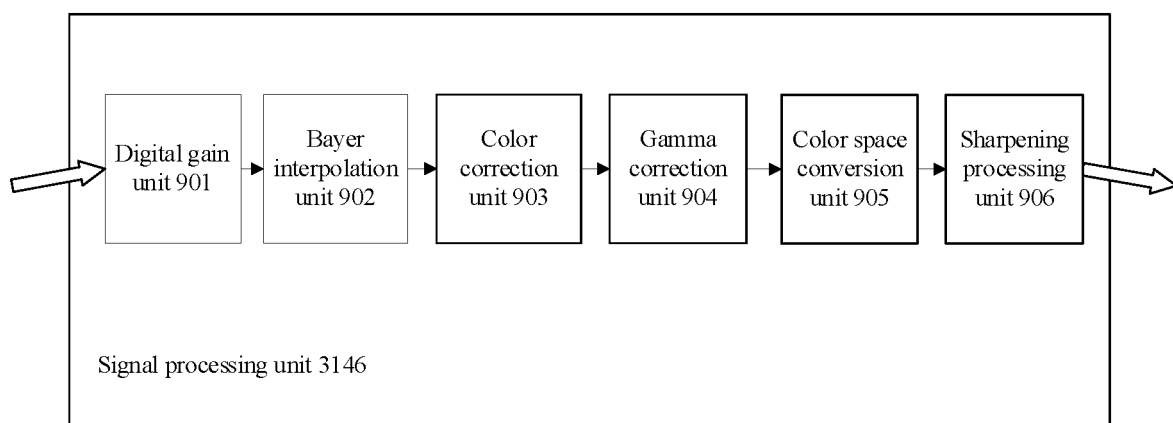 Digital gain
unit 901
Bayer
interpolation
unit 902
Color
correction
unit 903
Gamma
correction
unit 904
Color space
conversion
unit 905
Sharpening
processing
unit 906
Signal processing unit 3146